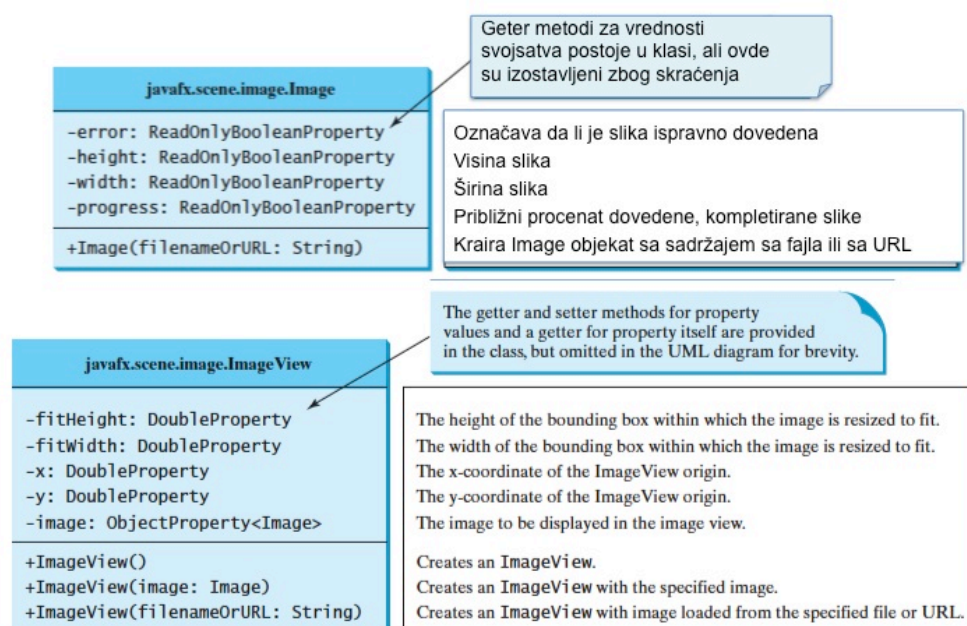 Geter metodi za vrednosti
svojsatva postoje u klasi, ali ovde
su izostavljeni zbog skraćenja
javafx.scene.image.Image
-error: ReadOnlyBooleanProperty
-height: ReadOnlyBooleanProperty
-width: ReadOnlyBooleanProperty
-progress: ReadOnlyBooleanProperty
+Image(filenameOrURL: String)
Označava da li je slika ispravno dovedena
Visina slika
Širina slika
Približni procenat dovedene, kompletirane slike
Kraira Image objekat sa sadržajem sa fajla ili sa URL
The getter and setter methods for property
values and a getter for property itself are provided
in the class, but omitted in the UML diagram for brevity.
javafx.scene.image.ImageView
-fitHeight: DoubleProperty
-fitWidth: DoubleProperty
-x: DoubleProperty
-y: DoubleProperty
-image: ObjectProperty<Image>
+ImageView()
+ImageView(image: Image)
+ImageView(filenameOrURL: String)
The height of the bounding box within which the image is resized to fit.
The width of the bounding box within which the image is resized to fit.
The x-coordinate of the ImageView origin.
The y-coordinate of the ImageView origin.
The image to be displayed in the image view.
Creates an ImageView.
Creates an ImageView with the specified image.
Creates an ImageView with image loaded from the specified file or URL.